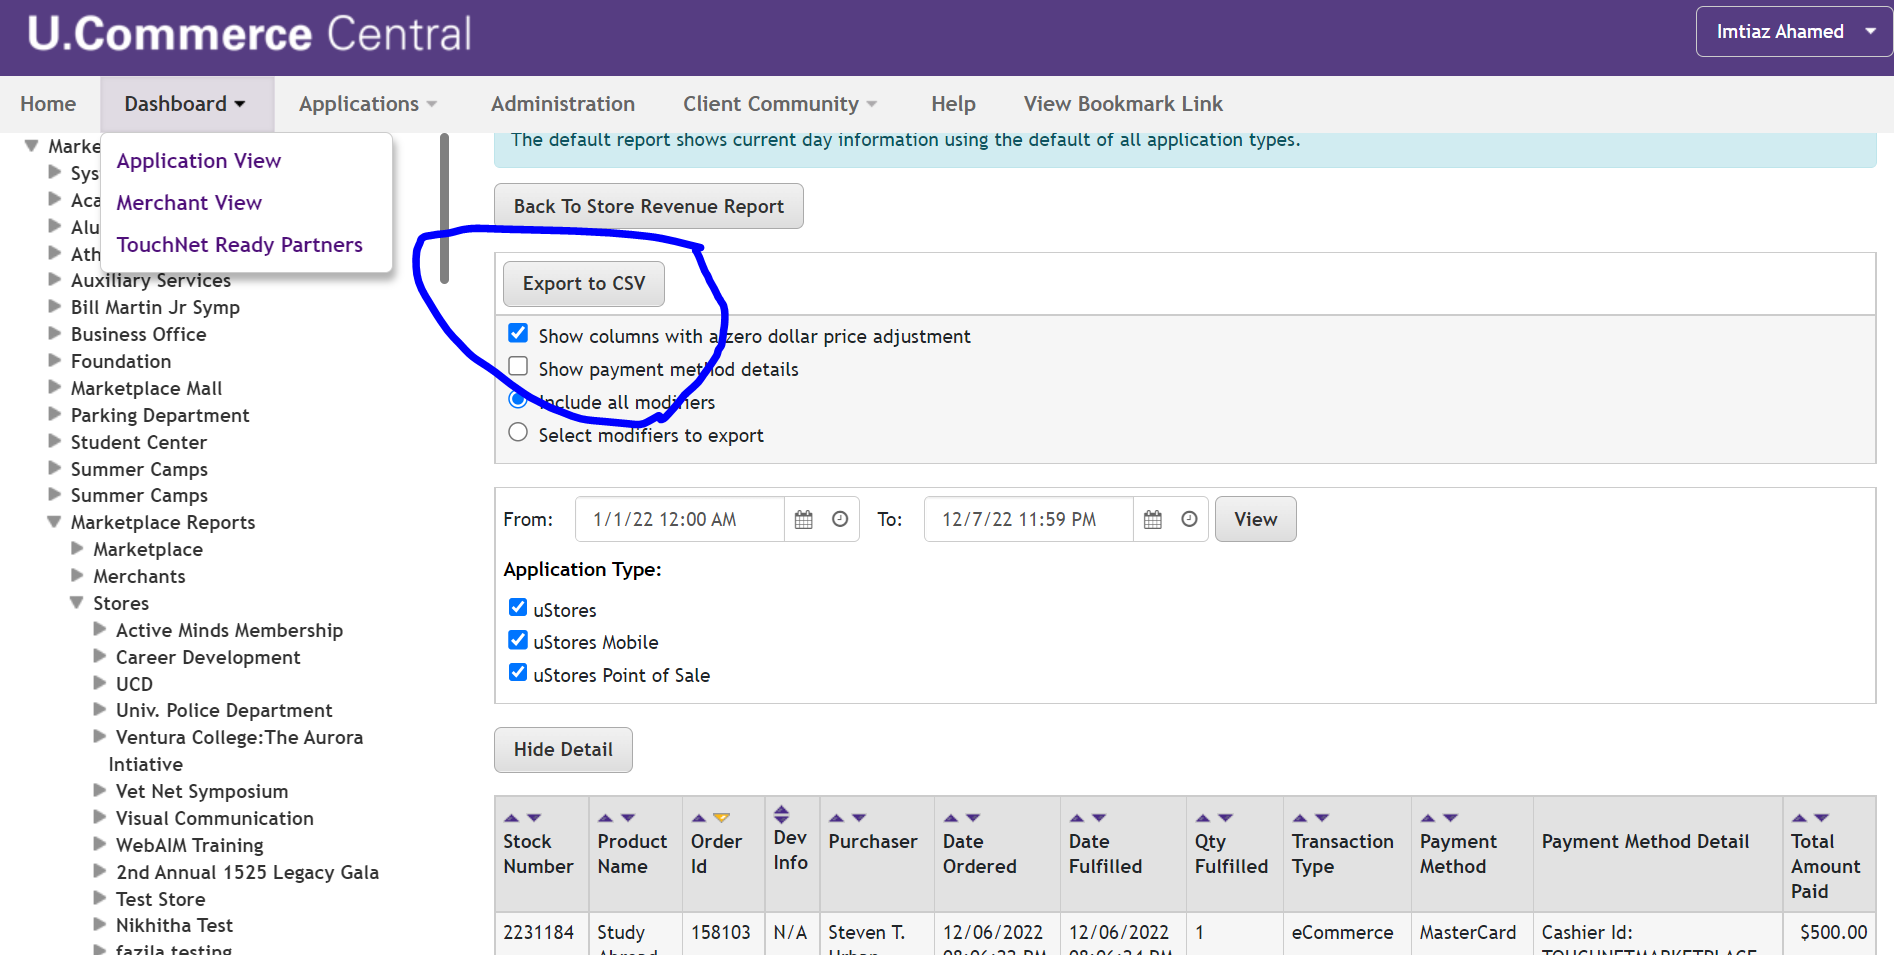 U.Commerce Central
Imtiaz Ahamed
Home Dashboard Applications Administration Client Community Help View Bookmark Link
Application View
Merchant View
TouchNet Ready Partners
Marke
Sys
Aca
Alu
Ath
Auxiliary Services
Bill Martin Jr Symp
Business Office
Foundation
Marketplace Mall
Parking Department
Student Center
Summer Camps
Summer Camps
Marketplace Reports
Marketplace
Merchants
Stores
Active Minds Membership
Career Development
UCD
Univ. Police Department
Ventura College:The Aurora
Intiative
Vet Net Symposium
Visual Communication
WebAIM Training
2nd Annual 1525 Legacy Gala
Test Store
Nikhitha Test
fazila testing
The default report shows current day information using the default of all application types.
Back To Store Revenue Report
Export to CSV
Show columns with a zero dollar price adjustment
Show payment method details
Include all modifiers
Select modifiers to export
From: 1/1/22 12:00 AM To: 12/7/22 11:59 PM View
Application Type:
uStores
uStores Mobile
uStores Point of Sale
Hide Detail
Stock Number
Product Name
Order Id
Dev Info
Purchaser
Date Ordered
Date Fulfilled
Qty Fulfilled
Transaction Type
Payment Method
Payment Method Detail
Total Amount Paid
2231184 Study 158103 N/A Steven T. 12/06/2022 12/06/2022 1 eCommerce MasterCard Cashier Id: $500.00